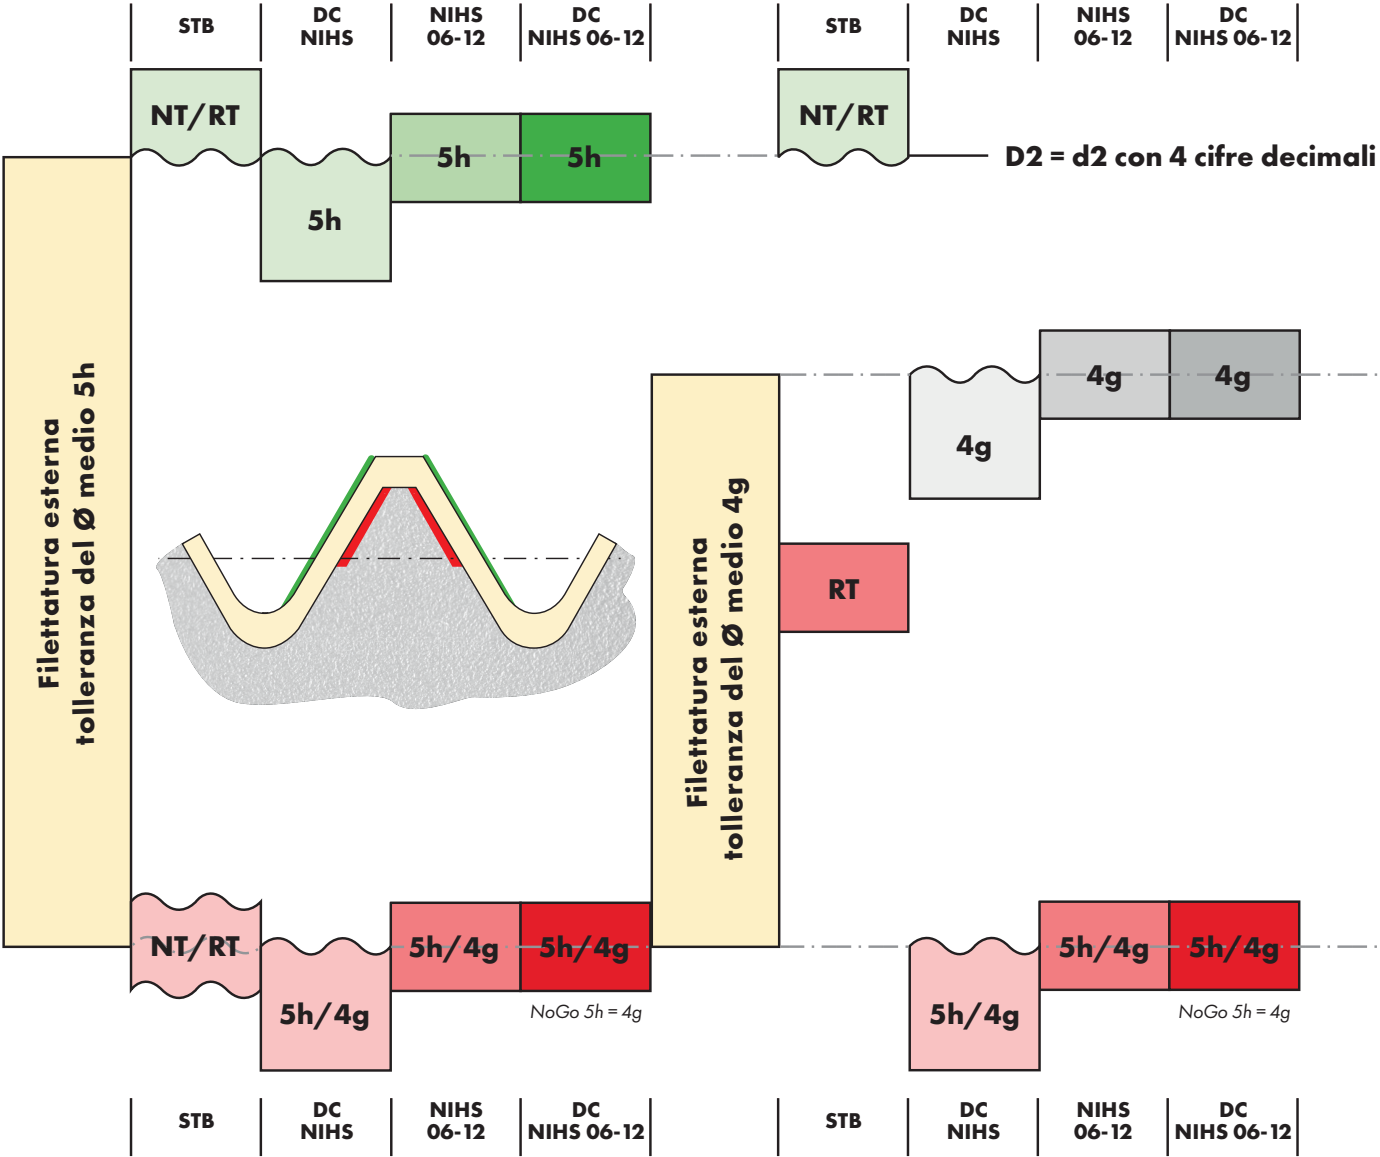 STB
DC
NIHS
NIHS
06-12
DC
NIHS 06-12
STB
DC
NIHS
NIHS
06-12
DC
NIHS 06-12
NT/RT
5h
5h
5h
NT/RT
D2 = d2 con 4 cifre decimali
4g
4g
4g
Filettatura esterna
tolleranza del Ø medio 5h
Filettatura esterna
tolleranza del Ø medio 4g
RT
NT/RT
5h/4g
5h/4g
5h/4g
NoGo 5h = 4g
5h/4g
5h/4g
5h/4g
NoGo 5h = 4g
STB
DC
NIHS
NIHS
06-12
DC
NIHS 06-12
STB
DC
NIHS
NIHS
06-12
DC
NIHS 06-12